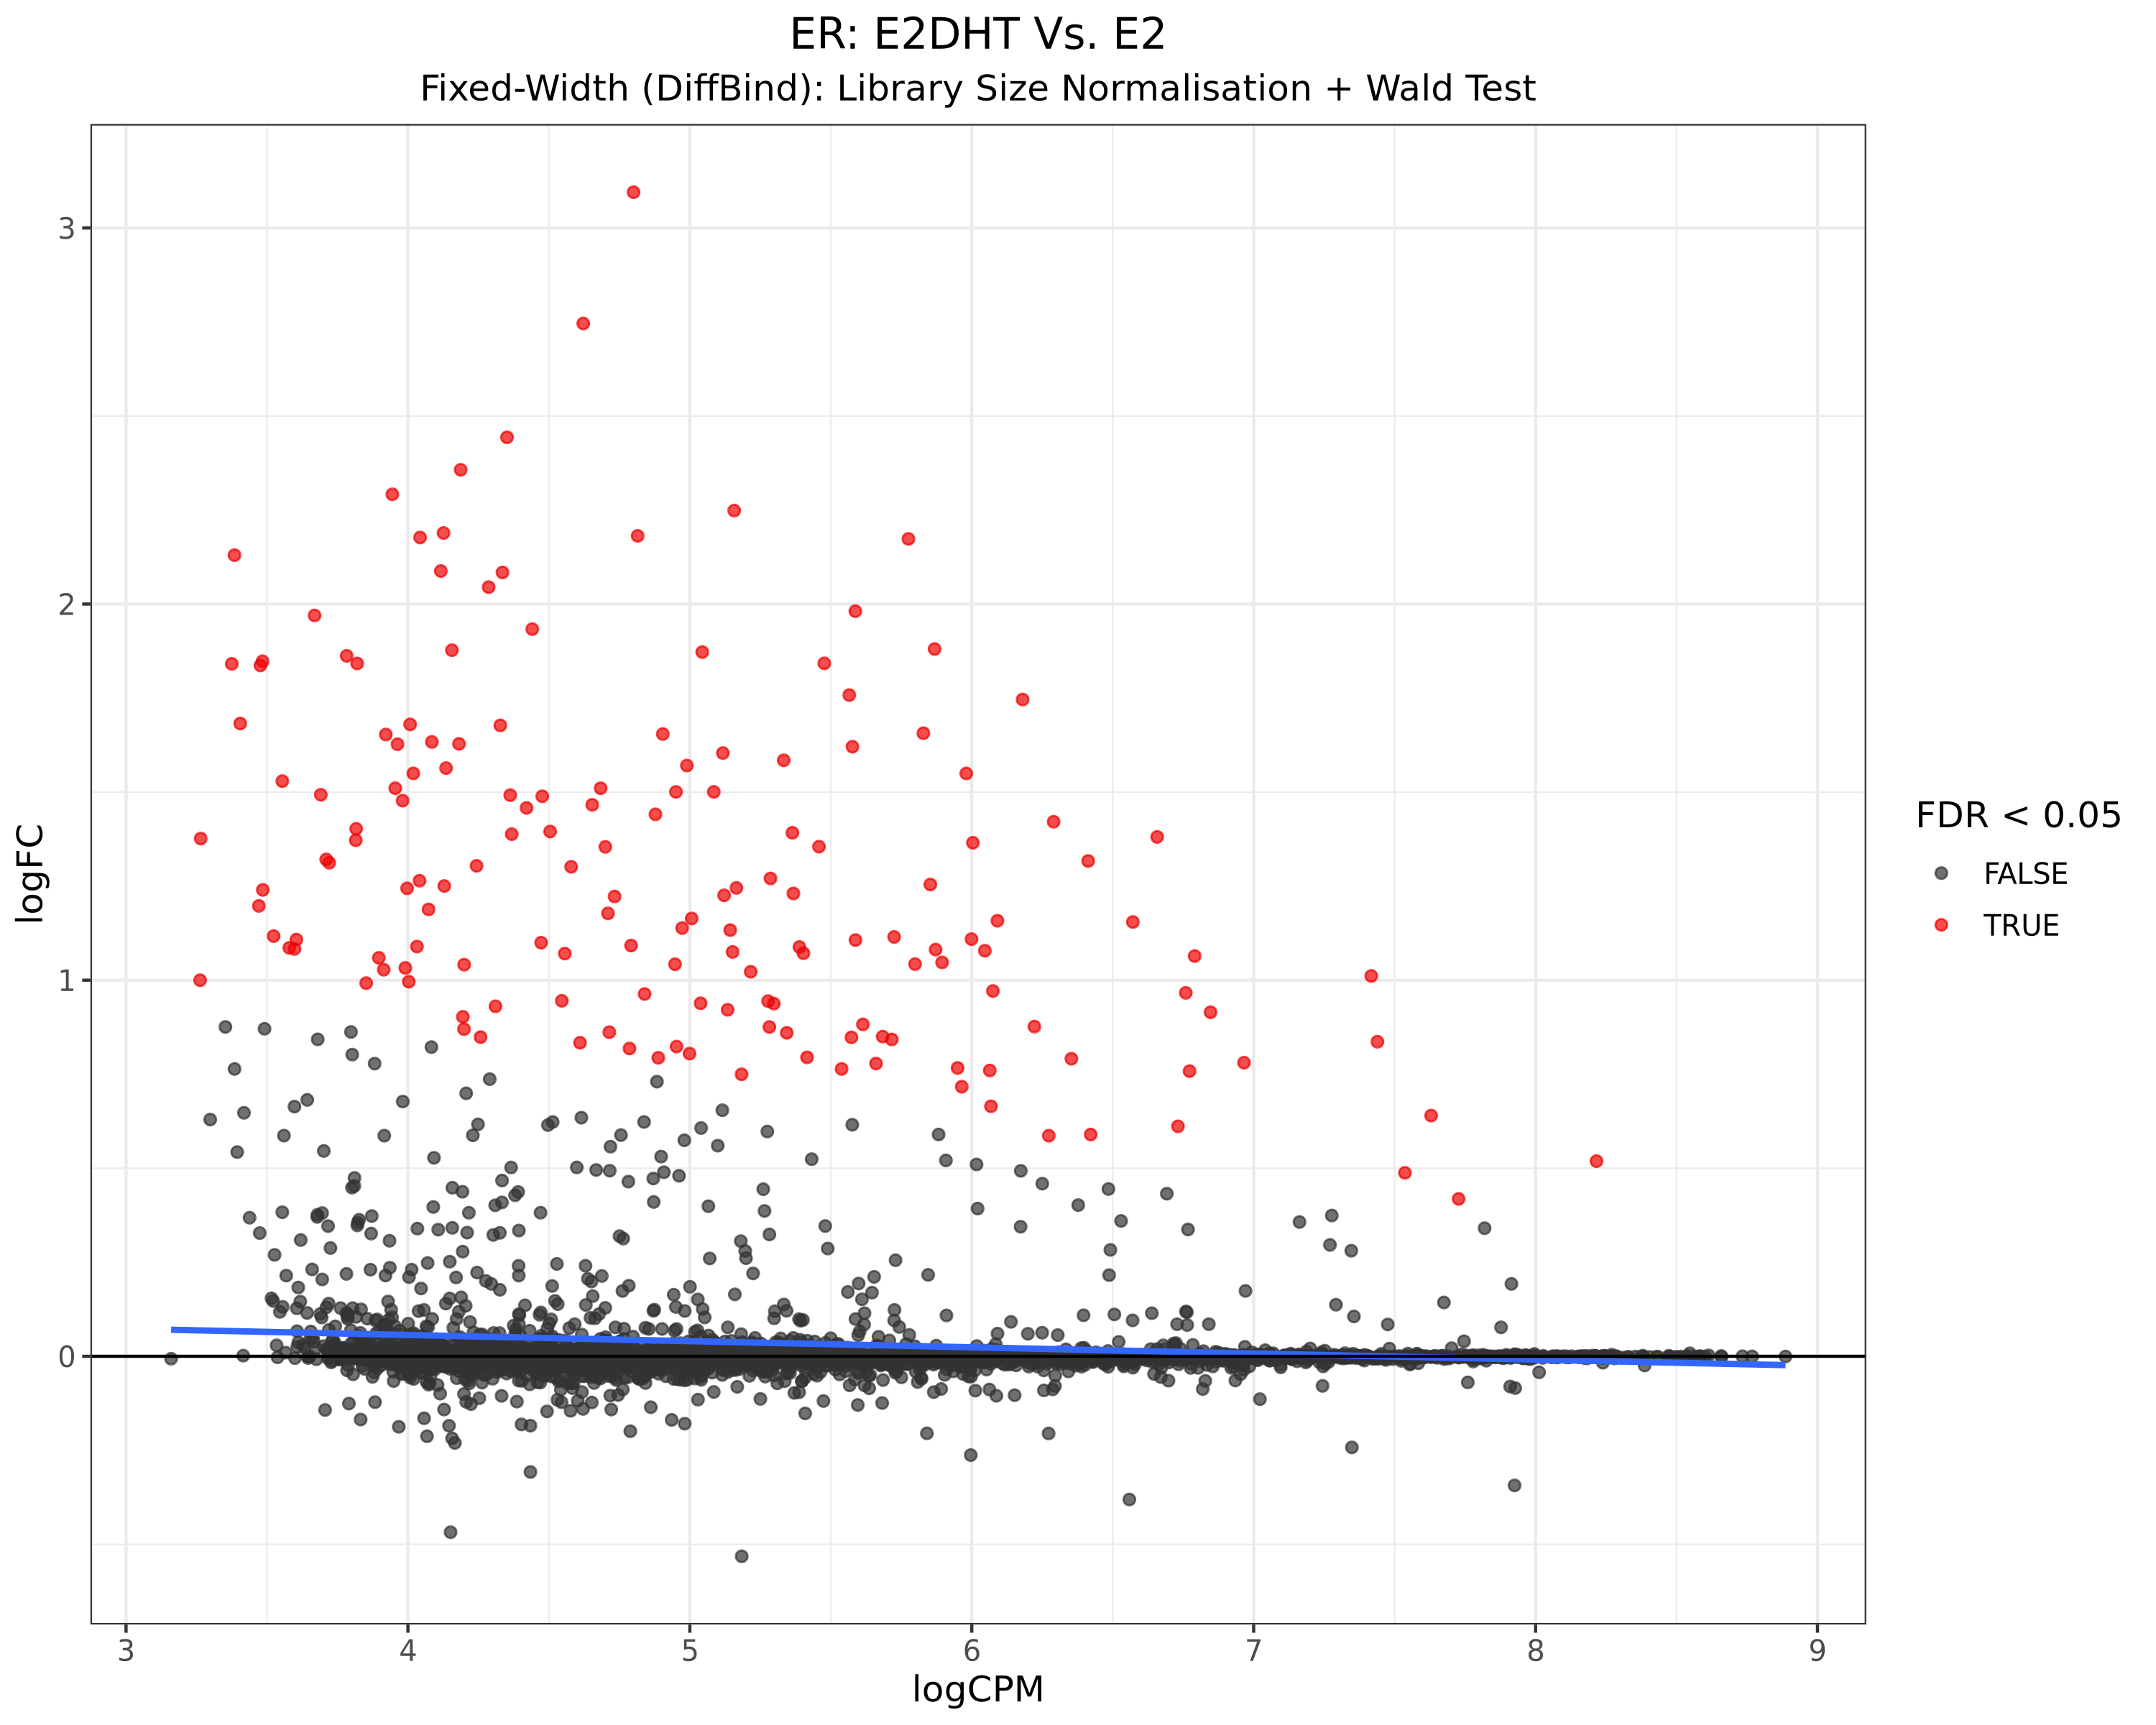 ER: E2DHT Vs. E2
Fixed-Width (DiffBind): Library Size Normalisation + Wald Test
logFC
3
2
1
0
3
4
5
6
7
8
9
logCPM
FDR < 0.05
FALSE
TRUE